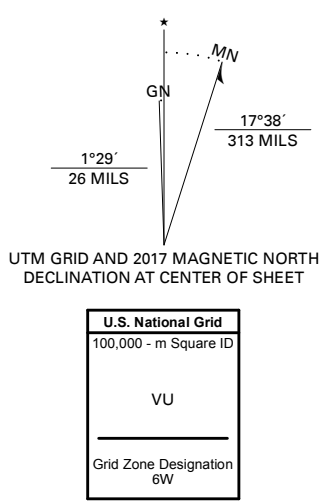 ★
MN
GN
17°38´
313 MILS
1°29´
26 MILS
UTM GRID AND 2017 MAGNETIC NORTH
DECLINATION AT CENTER OF SHEET
U.S. National Grid
100,000 - m Square ID
VU
Grid Zone Designation
6W